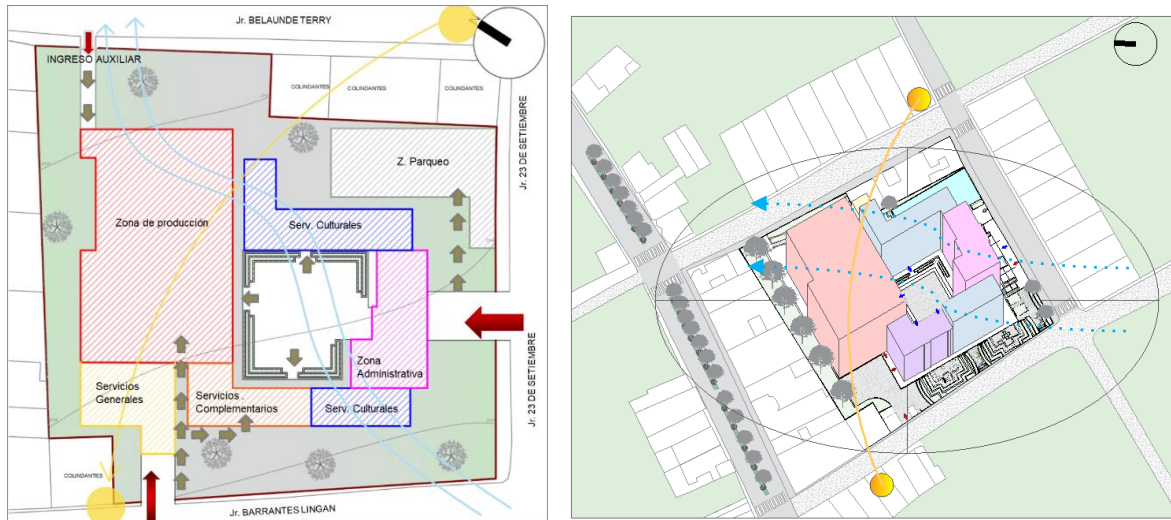 Jr. BELAUNDE TERRY
INGRESO AUXILIAR
COLINDANTES
COLINDANTES
COLINDANTES
Jr. 23 DE SETIEMBRE
Z. Parqueo
Zona de producción
Serv. Culturales
Zona
Administrativa
Servicios
Generales
Servicios .
Complementarios
Serv. Culturales
Jr. 23 DE SETIEMBRE
COLINDANTES
Jr. BARRANTES LINGAN